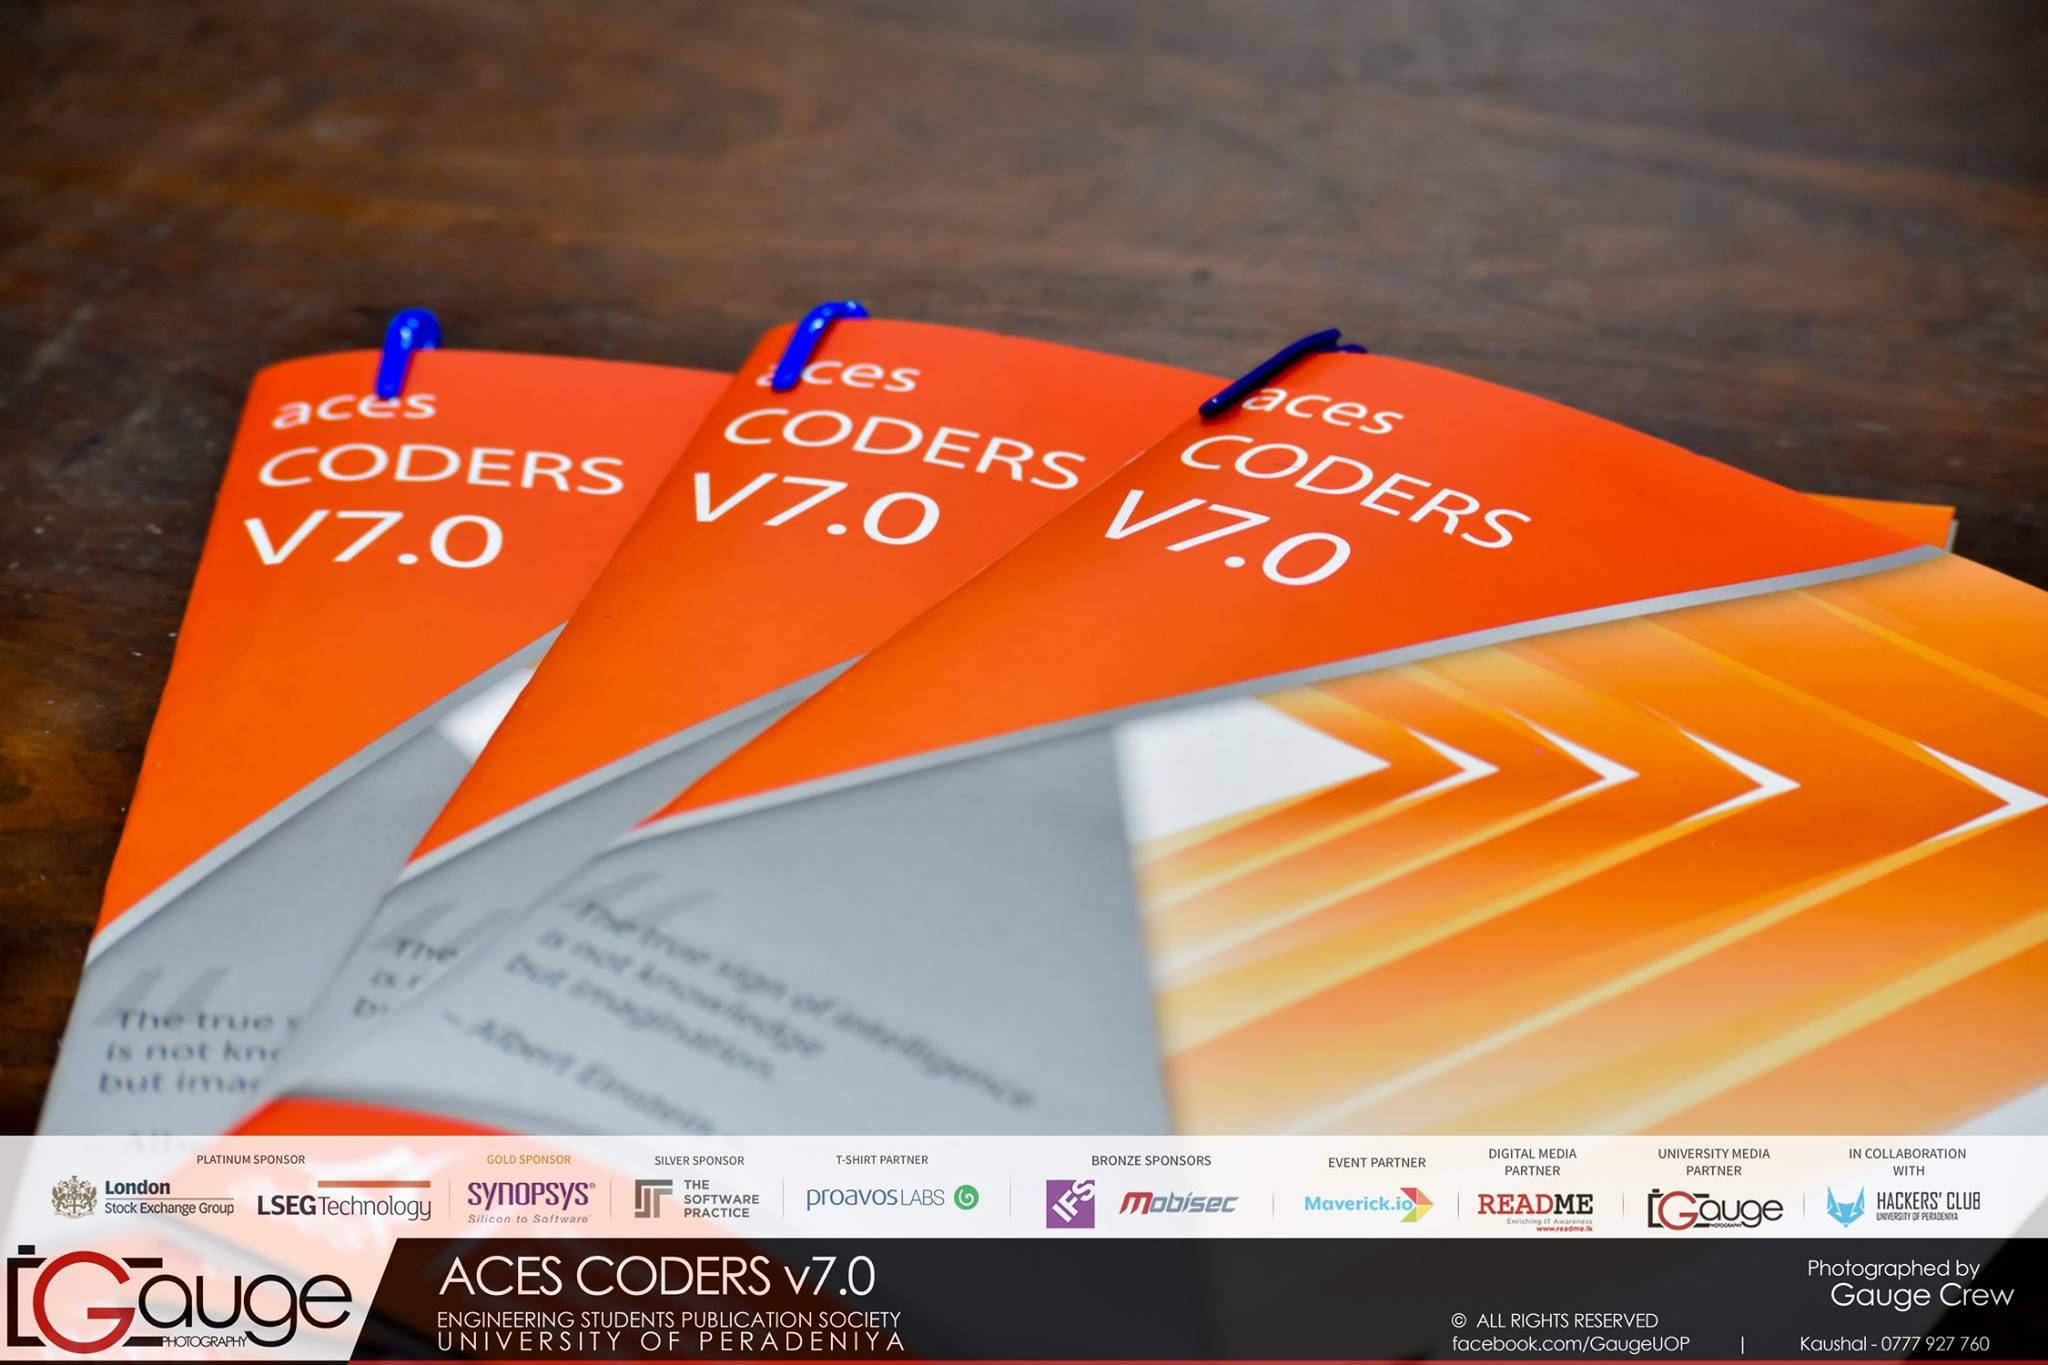 aces
CODERS
V7.0
aces
CODERS
V7.0
aces
CODERS
V7.0
“
The true s
is not kno
but imag
“
The
is n
b
“
The true sign of intelligence
is not knowledge
but imagination.
– Albert Einstein
PLATINUM SPONSOR
London
Stock Exchange Group
LSEG Technology
GOLD SPONSOR
SYNOPSYS®
Silicon to Software™
SILVER SPONSOR
THE
SOFTWARE
PRACTICE
T-SHIRT PARTNER
proavos LABS
BRONZE SPONSORS
IFS
Mobisec
EVENT PARTNER
Maverick.io
DIGITAL MEDIA
PARTNER
README
Enriching IT Awareness
www.readme.lk
UNIVERSITY MEDIA
PARTNER
Gauge
PHOTOGRAPHY
IN COLLABORATION
WITH
HACKERS' CLUB
UNIVERSITY OF PERADENIYA
Gauge
PHOTOGRAPHY
ACES CODERS v7.0
ENGINEERING STUDENTS PUBLICATION SOCIETY
UNIVERSITY OF PERADENIYA
Photographed by
Gauge Crew
© ALL RIGHTS RESERVED
facebook.com/GaugeUOP | Kaushal - 0777 927 760